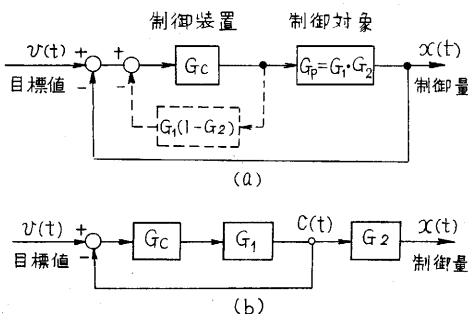 制御装置 制御対象
v(t) + + Gc Gp=G1·G2 x(t)
目標値 - - 制御量
G1(1-G2)
(a)
v(t) + Gc G1 C(t) G2 x(t)
目標値 - 制御量
(b)